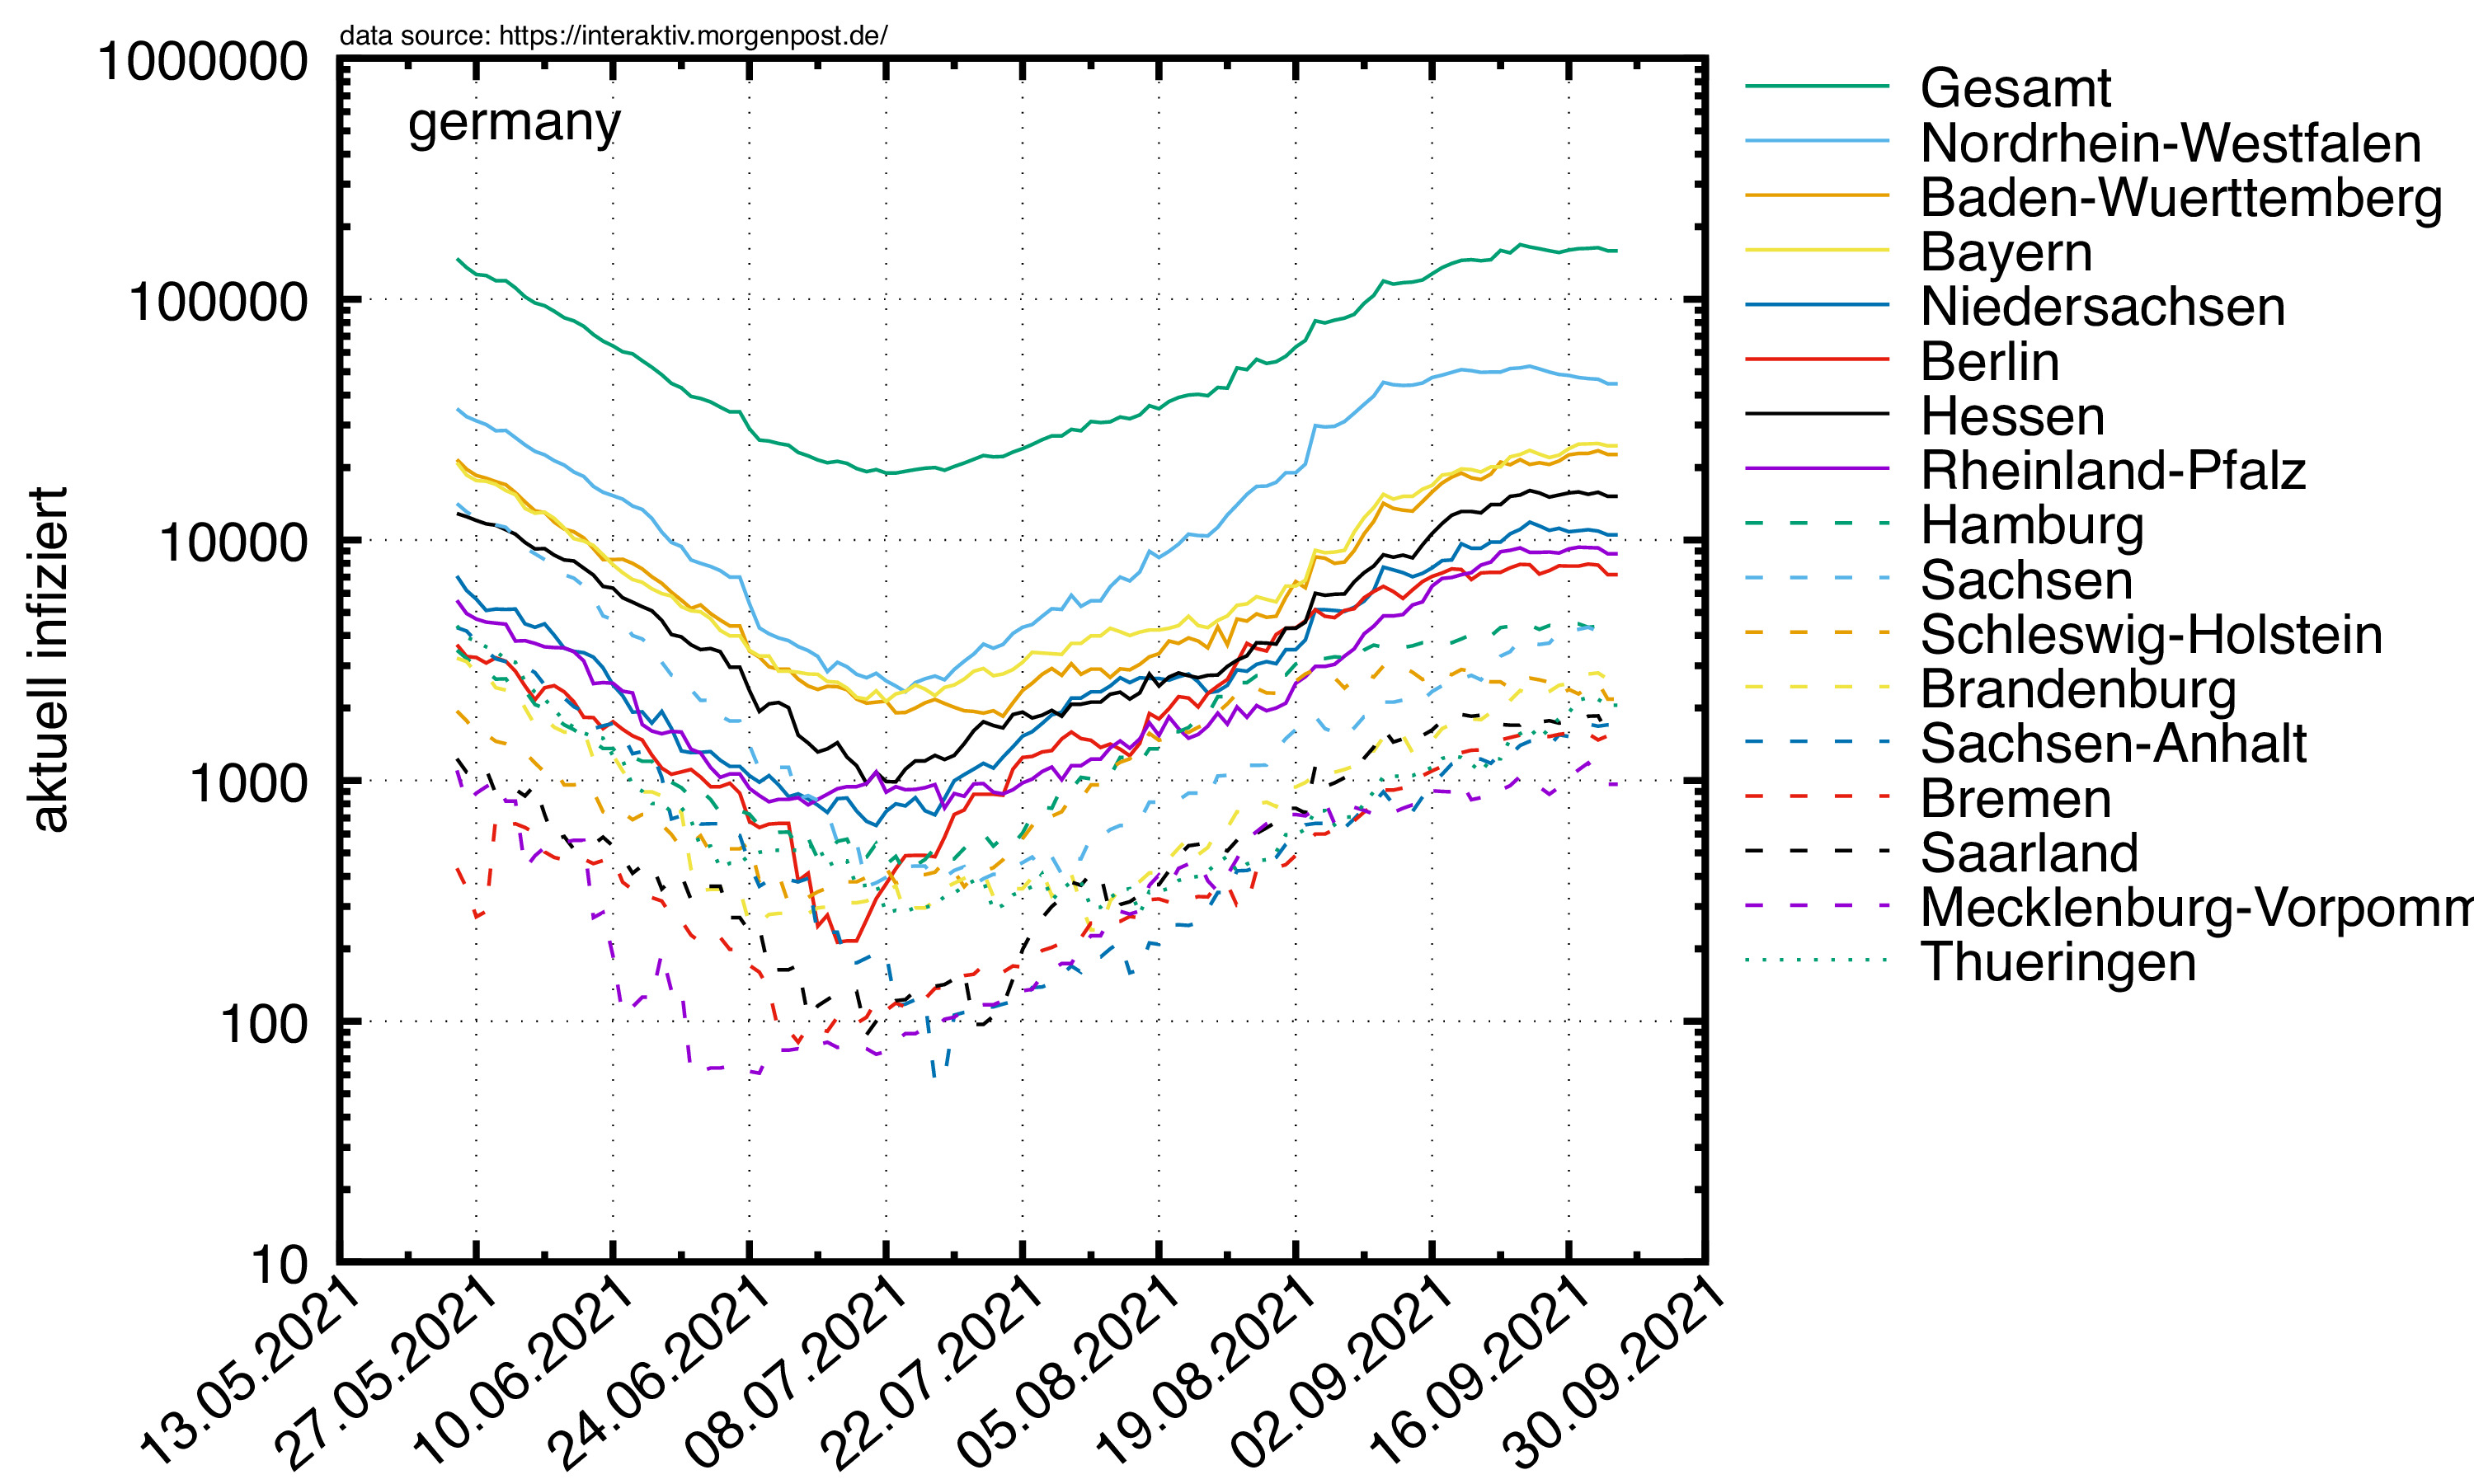 data source: https://interaktiv.morgenpost.de/
germany
aktuell infiziert
1000000
100000
10000
1000
100
10
13.05.2021
27.05.2021
10.06.2021
24.06.2021
08.07.2021
22.07.2021
05.08.2021
19.08.2021
02.09.2021
16.09.2021
30.09.2021
Gesamt
Nordrhein-Westfalen
Baden-Wuerttemberg
Bayern
Niedersachsen
Berlin
Hessen
Rheinland-Pfalz
Hamburg
Sachsen
Schleswig-Holstein
Brandenburg
Sachsen-Anhalt
Bremen
Saarland
Mecklenburg-Vorpomm
Thueringen